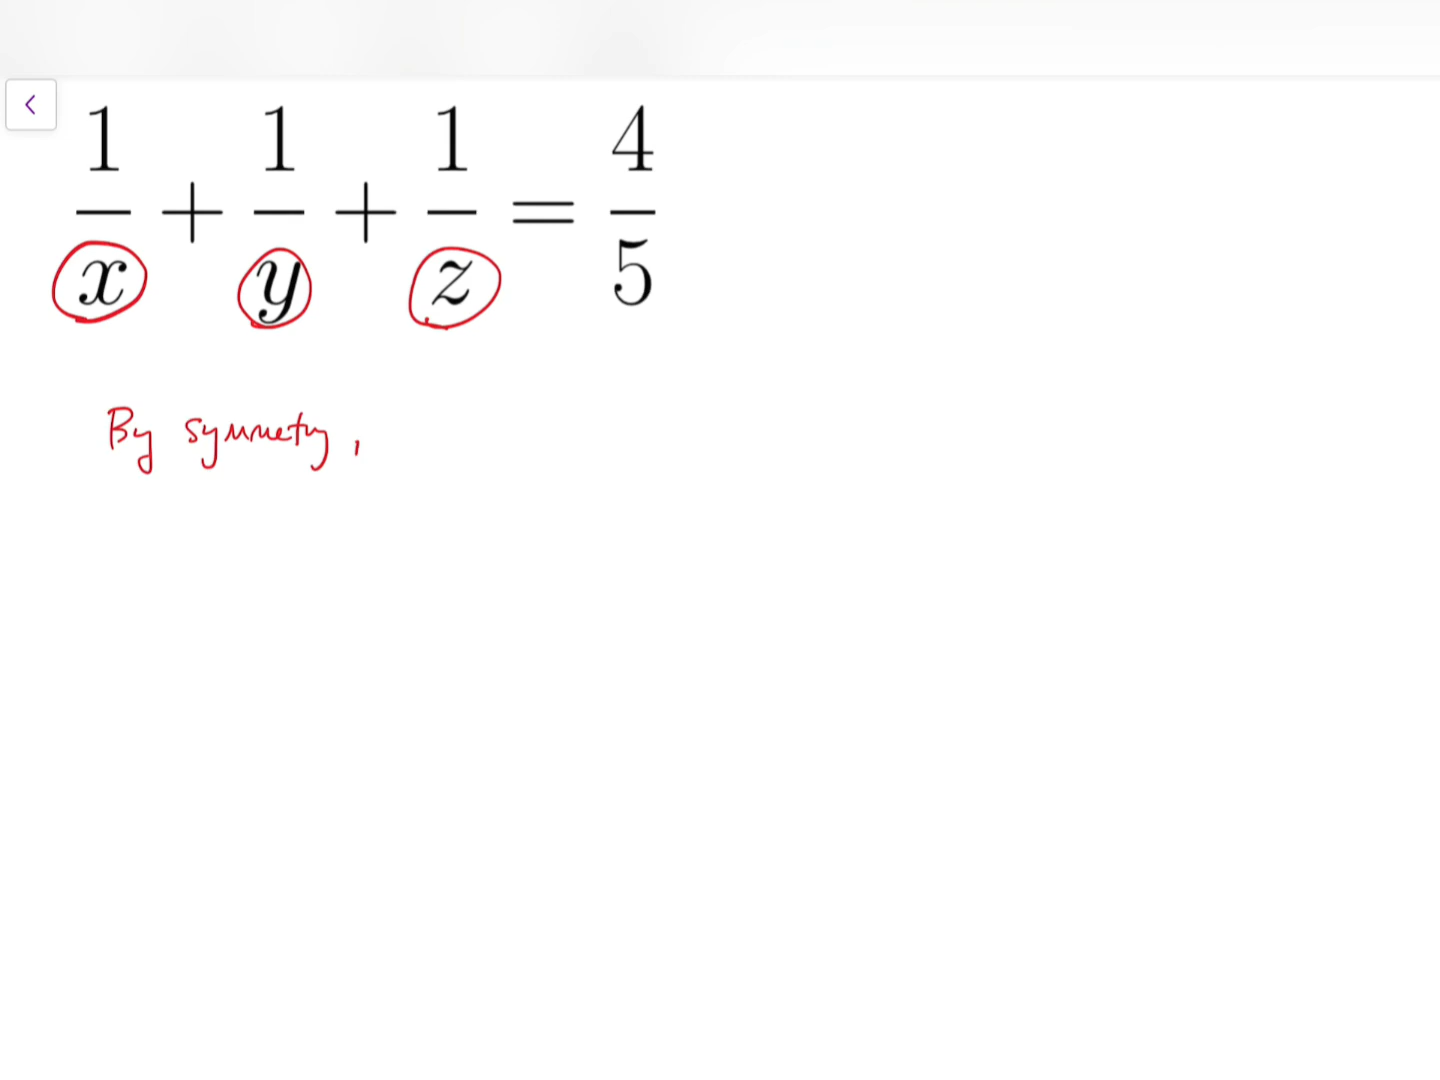 1/x + 1/y + 1/z = 4/5
By symmetry,